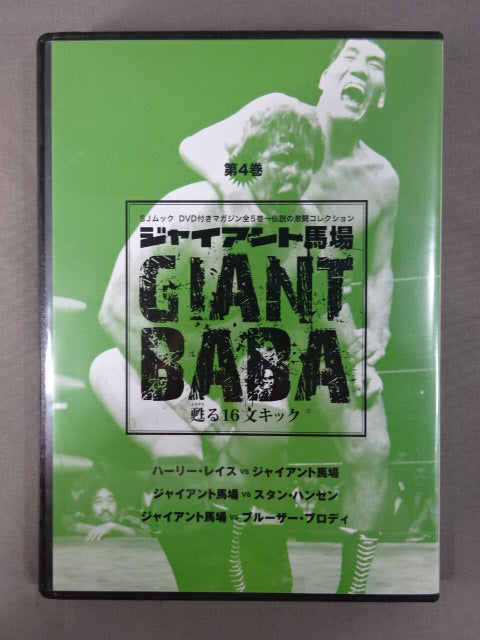 第4巻
SJムック DVD付きマガジン全5巻〜伝説の激闘コレクション
ジャイアント馬場
GIANT
BABA
甦る16文キック
ハーリー・レイス vs ジャイアント馬場
ジャイアント馬場 vs スタン・ハンセン
ジャイアント馬場 vs ブルーザー・ブロディ